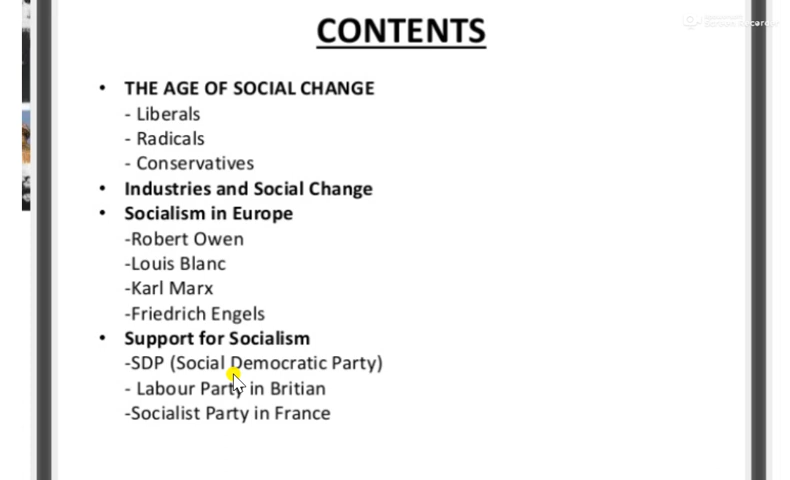 CONTENTS
• THE AGE OF SOCIAL CHANGE
- Liberals
- Radicals
- Conservatives
• Industries and Social Change
• Socialism in Europe
-Robert Owen
-Louis Blanc
-Karl Marx
-Friedrich Engels
• Support for Socialism
-SDP (Social Democratic Party)
- Labour Party in Britian
-Socialist Party in France